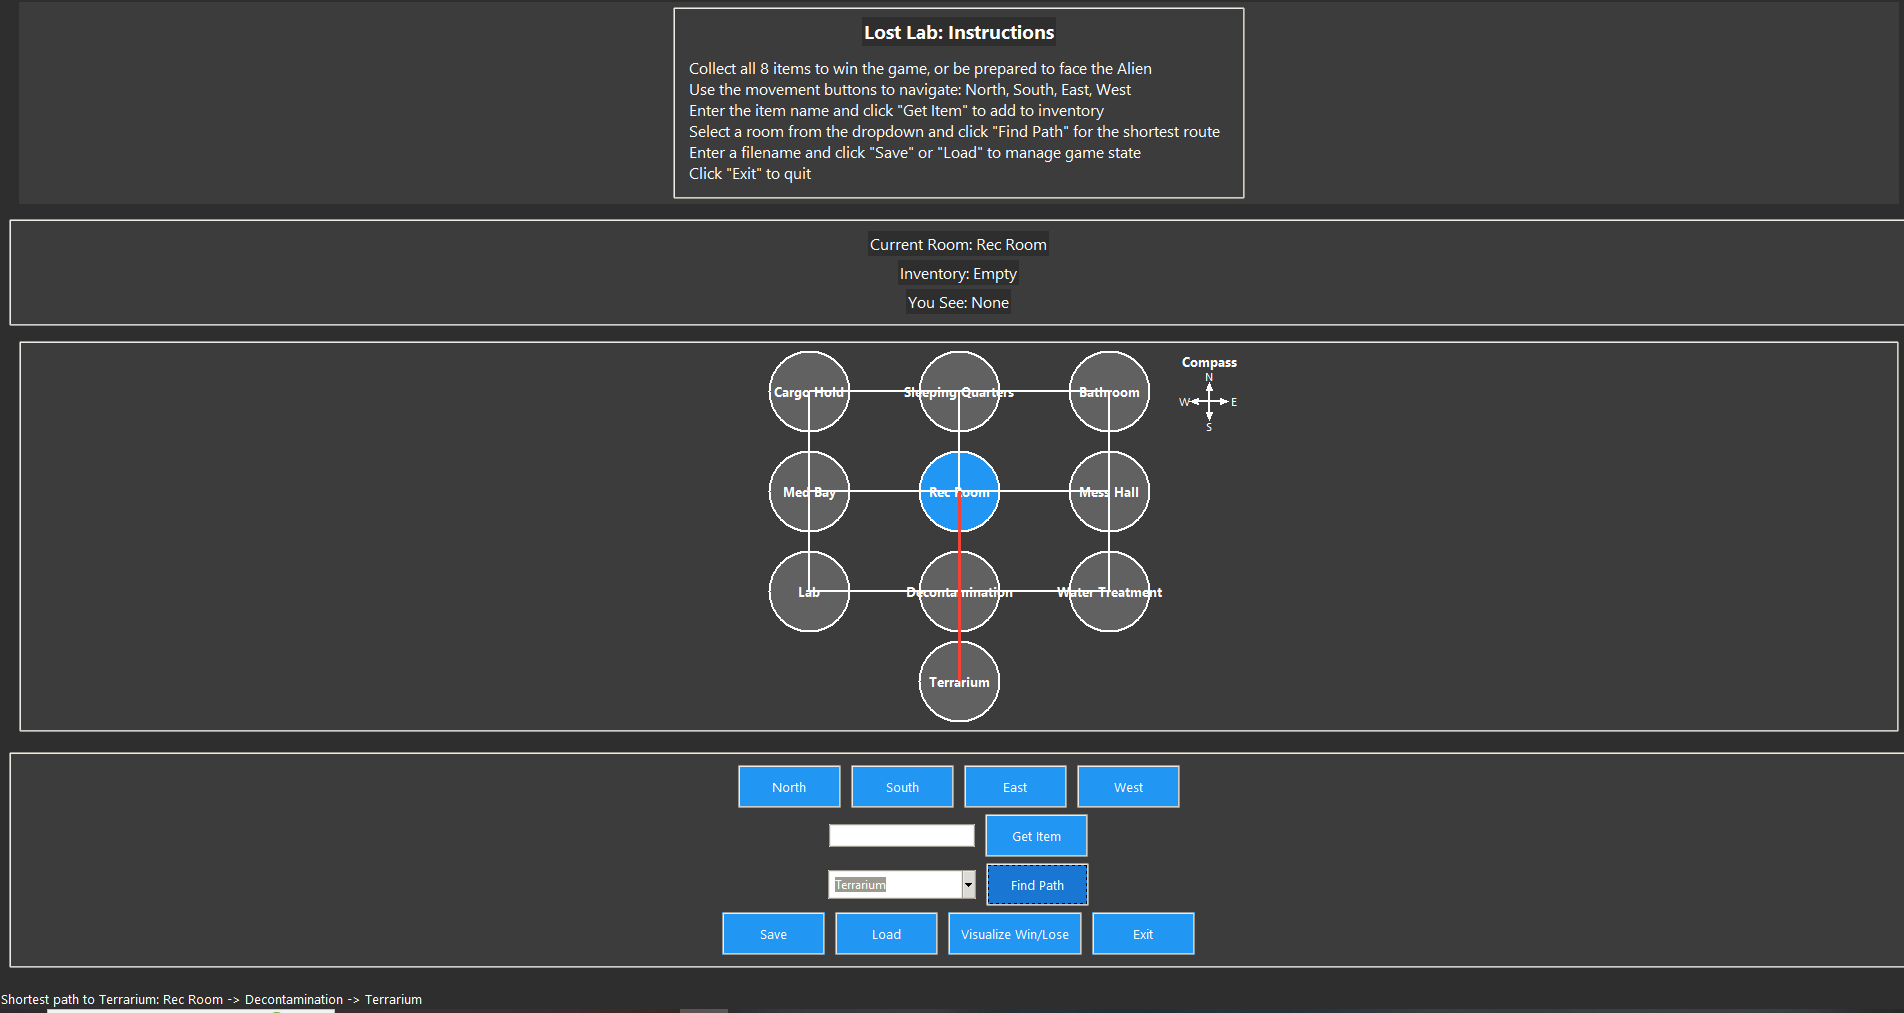 Lost Lab: Instructions
Collect all 8 items to win the game, or be prepared to face the Alien
Use the movement buttons to navigate: North, South, East, West
Enter the item name and click "Get Item" to add to inventory
Select a room from the dropdown and click "Find Path" for the shortest route
Enter a filename and click "Save" or "Load" to manage game state
Click "Exit" to quit
Current Room: Rec Room
Inventory: Empty
You See: None
Compass
N
W E
S
Cargo Hold Sleeping Quarters Bathroom
Med Bay Rec Room Mess Hall
Lab Decontamination Water Treatment
Terrarium
North South East West
Get Item
Terrarium Find Path
Save Load Visualize Win/Lose Exit
Shortest path to Terrarium: Rec Room -> Decontamination -> Terrarium